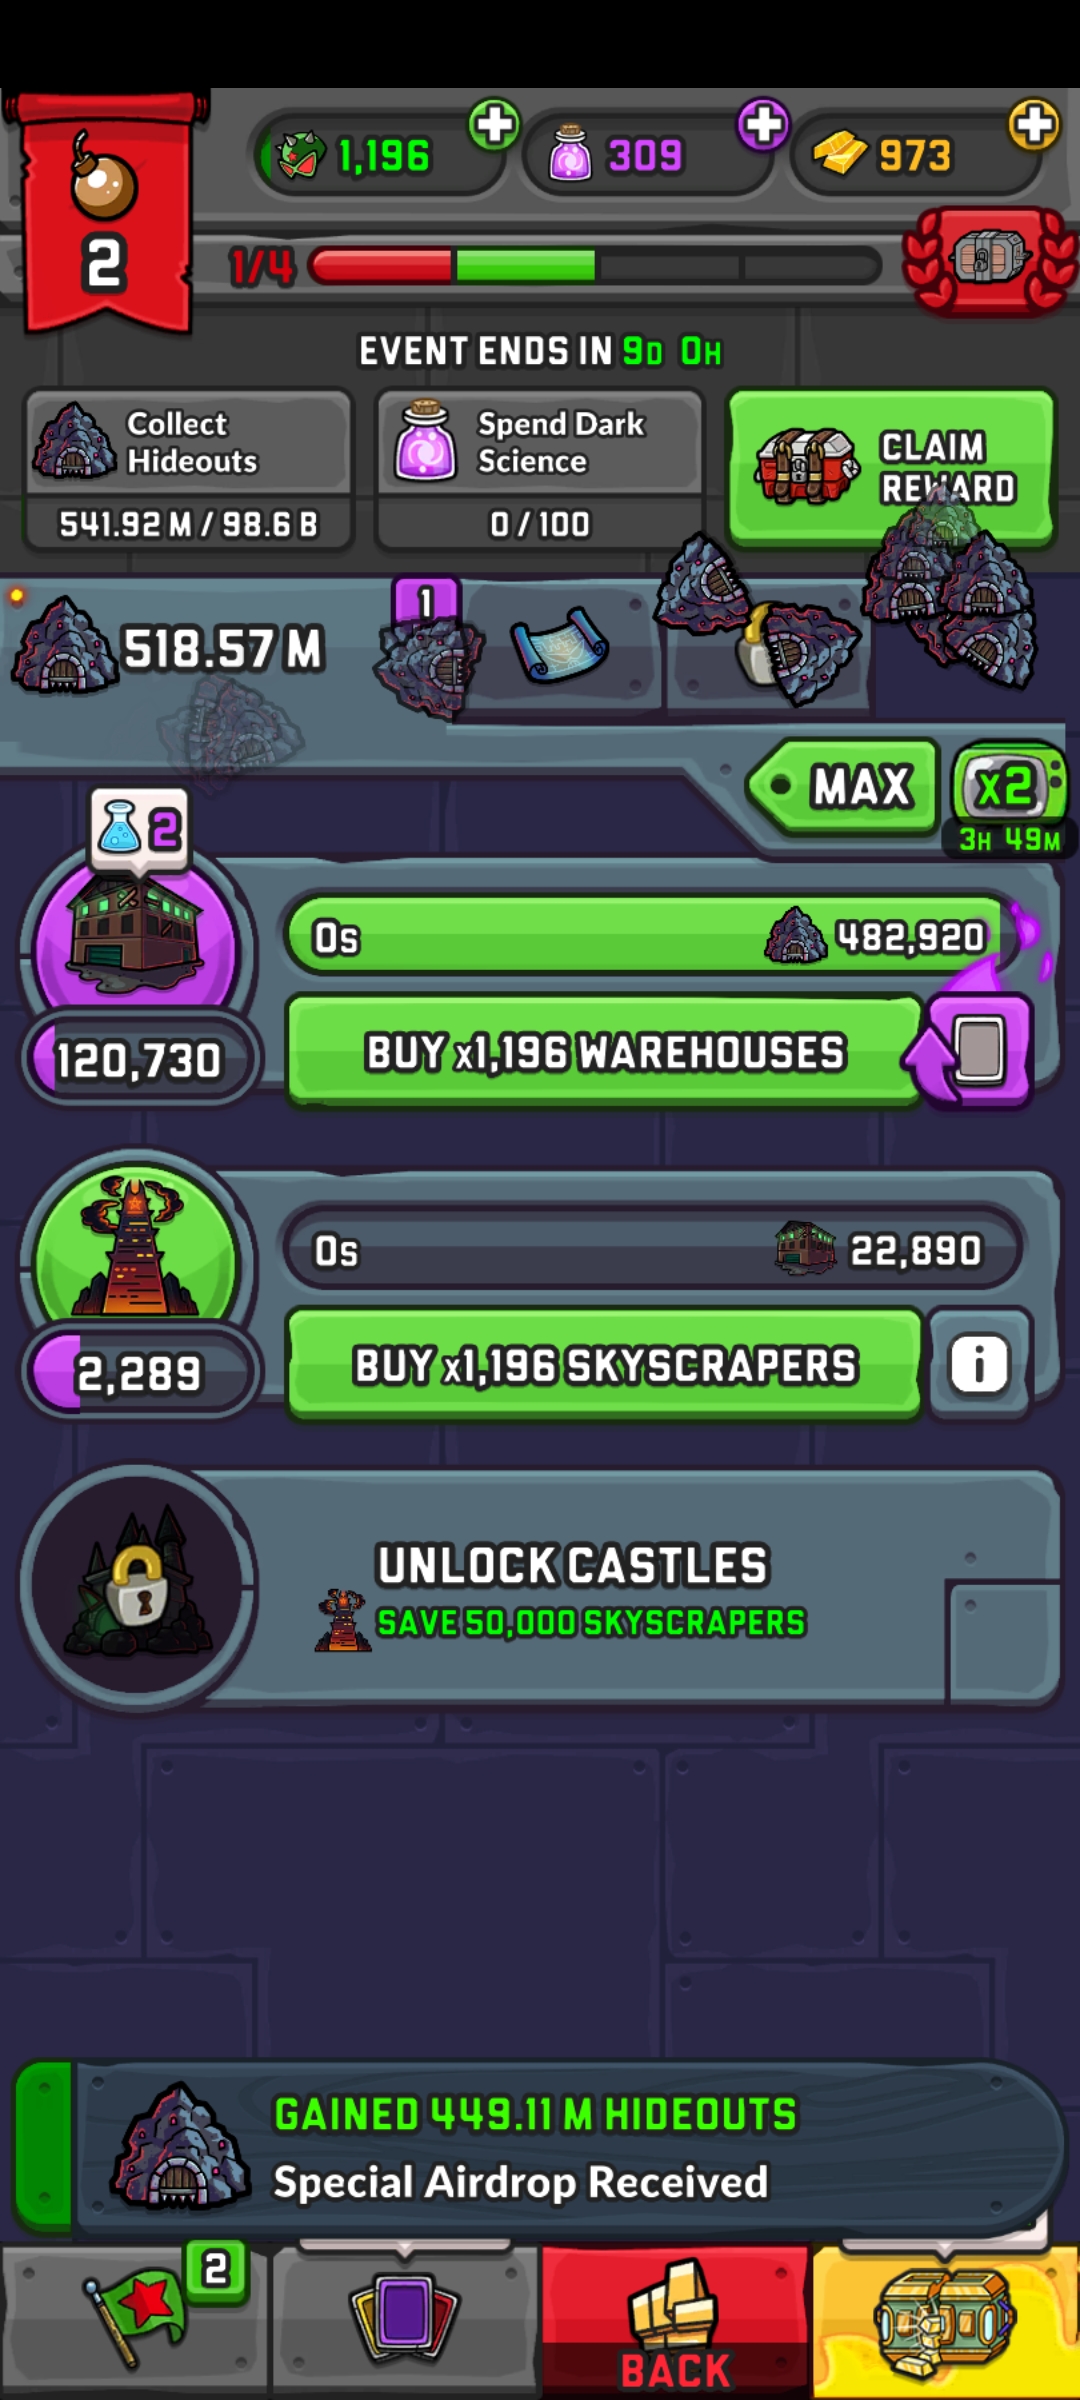 1,196
309
973
2
1/4
EVENT ENDS IN 9D 0H
Collect
Hideouts
541.92 M / 98.6 B
Spend Dark
Science
0 / 100
CLAIM
REWARD
518.57 M
1
MAX
x2
3H 49M
2
0s
482,920
120,730
BUY x1,196 WAREHOUSES
0s
22,890
2,289
BUY x1,196 SKYSCRAPERS
i
UNLOCK CASTLES
SAVE 50,000 SKYSCRAPERS
GAINED 449.11 M HIDEOUTS
Special Airdrop Received
2
BACK